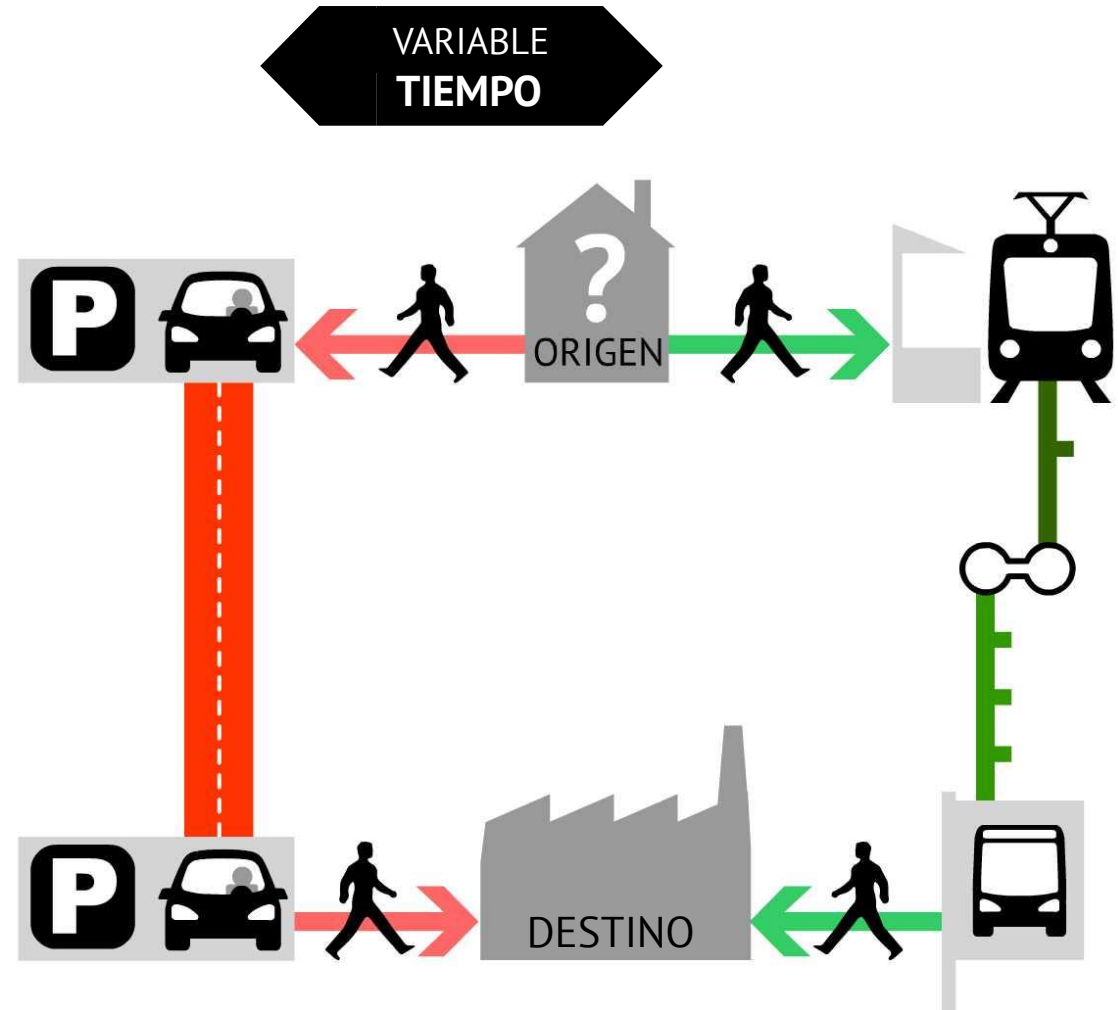 VARIABLE
TIEMPO
P
?
ORIGEN
P
DESTINO